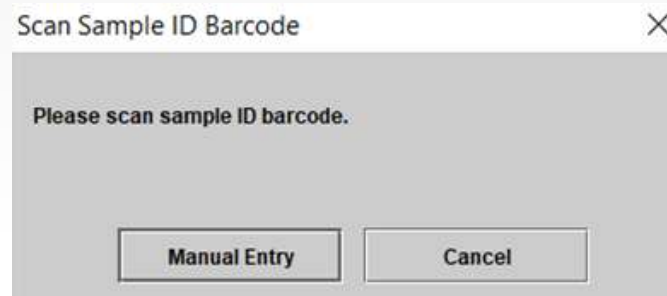 Scan Sample ID Barcode
Please scan sample ID barcode.
Manual Entry
Cancel